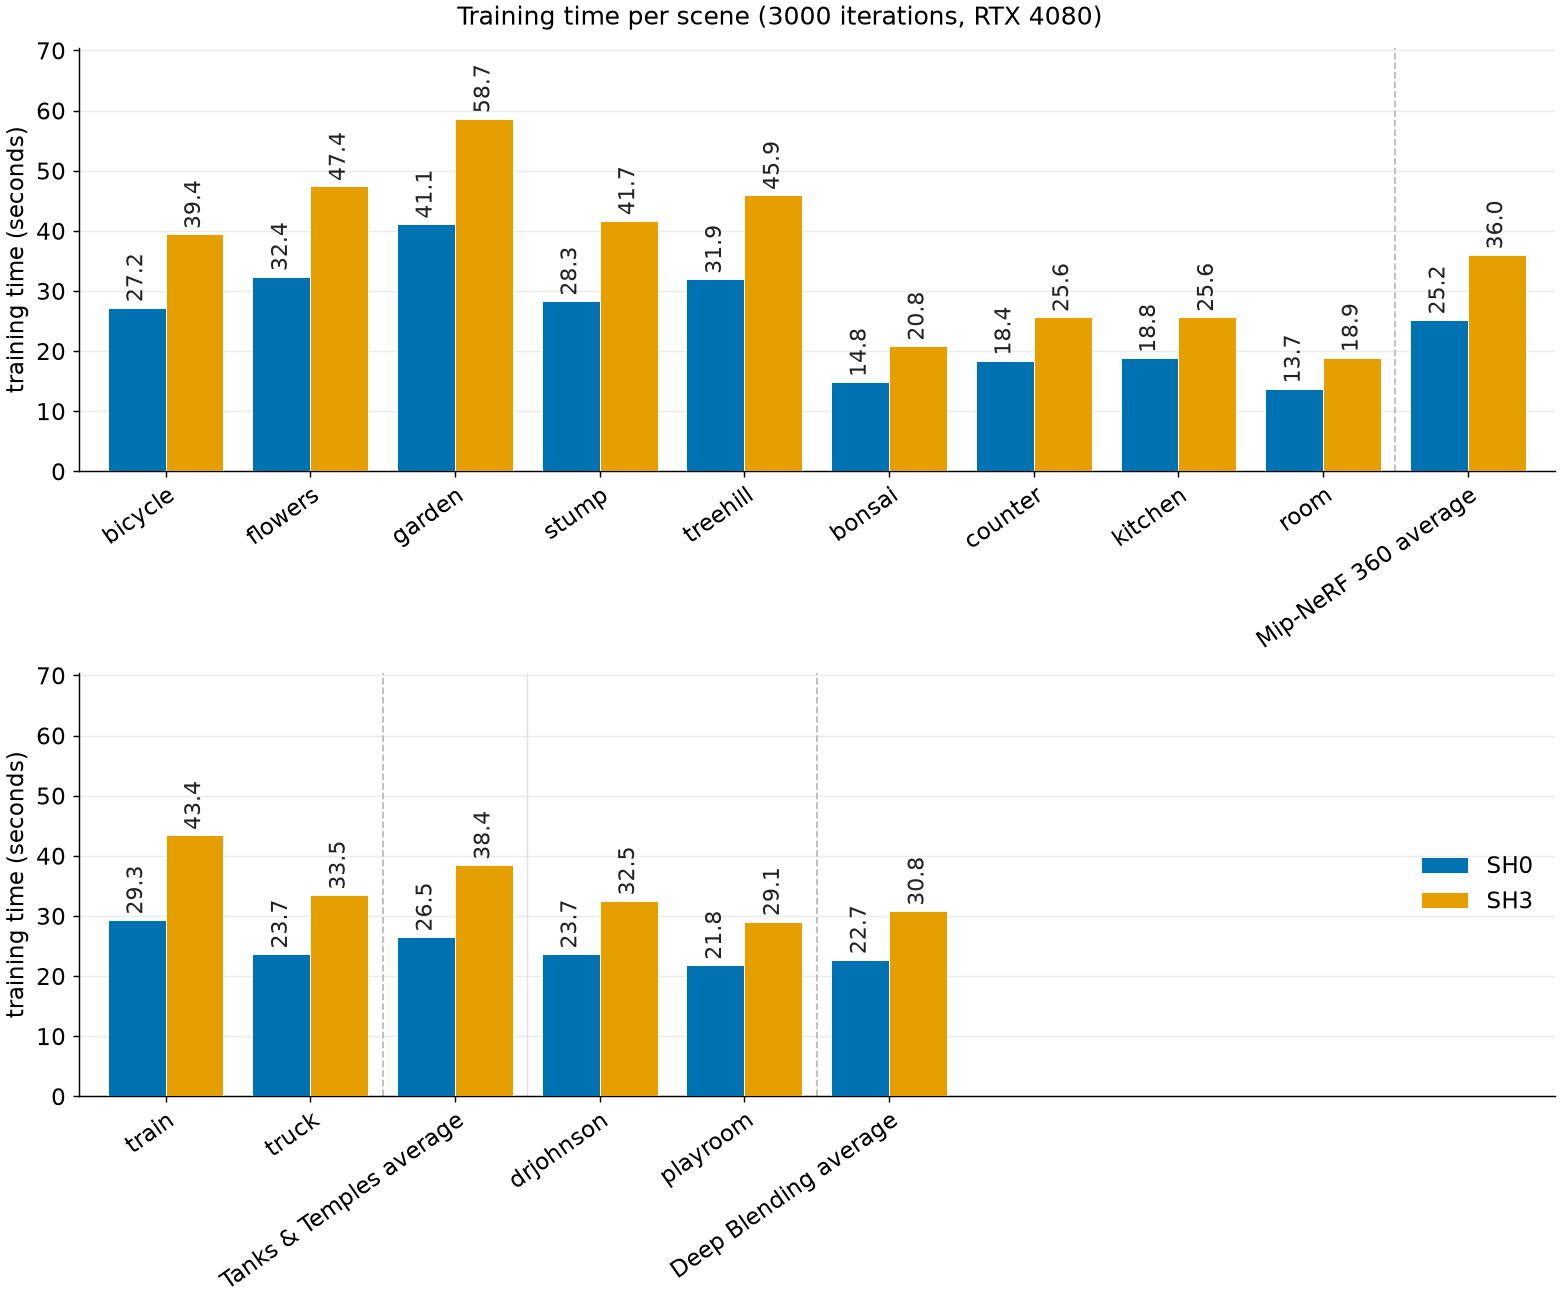 Training time per scene (3000 iterations, RTX 4080)
training time (seconds)
70
60
50
40
30
20
10
0
27.2
39.4
32.4
47.4
41.1
58.7
28.3
41.7
31.9
45.9
14.8
20.8
18.4
25.6
18.8
25.6
13.7
18.9
25.2
36.0
bicycle
flowers
garden
stump
treehill
bonsai
counter
kitchen
room
Mip-NeRF 360 average
training time (seconds)
70
60
50
40
30
20
10
0
29.3
43.4
23.7
33.5
26.5
38.4
23.7
32.5
21.8
29.1
22.7
30.8
SH0
SH3
train
truck
Tanks & Temples average
drjohnson
playroom
Deep Blending average